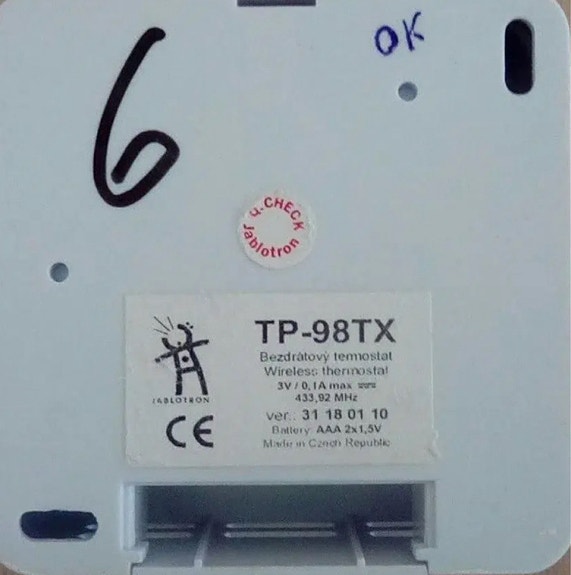 6
OK
µ-CHECK
Jablotron
TP-98TX
Bezdrátový termostat
Wireless thermostat
3V / 0,1A max
433,92 MHz
JABLOTRON
ver.: 31 18 01 10
CE
Battery: AAA 2x1,5V
Made in Czech Republic